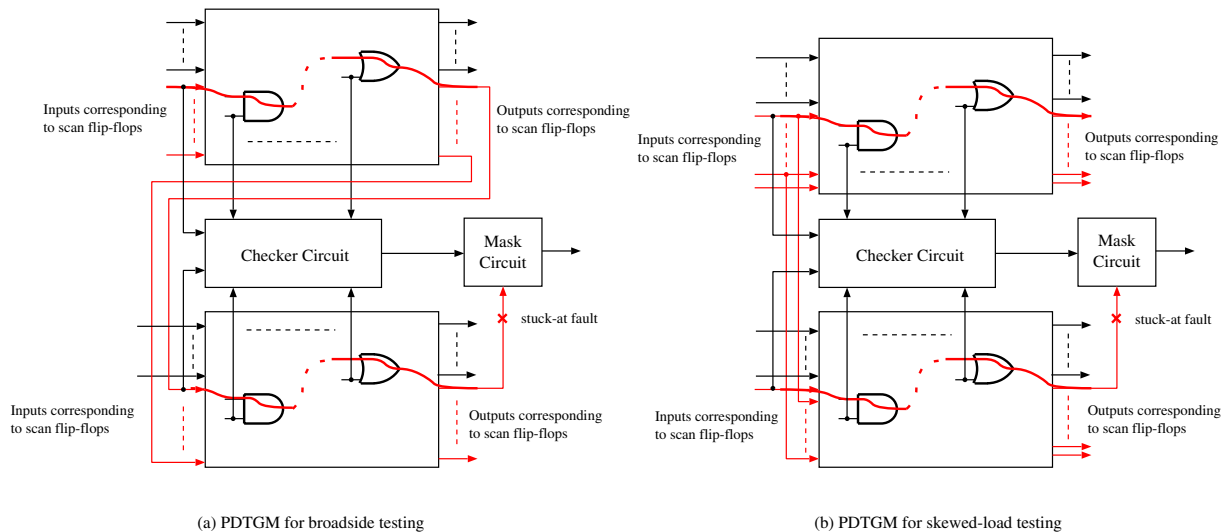 Inputs corresponding
to scan flip-flops
Outputs corresponding
to scan flip-flops
Checker Circuit
Mask
Circuit
stuck-at fault
Inputs corresponding
to scan flip-flops
Outputs corresponding
to scan flip-flops
(a) PDTGM for broadside testing
Inputs corresponding
to scan flip-flops
Outputs corresponding
to scan flip-flops
Checker Circuit
Mask
Circuit
stuck-at fault
Inputs corresponding
to scan flip-flops
Outputs corresponding
to scan flip-flops
(b) PDTGM for skewed-load testing